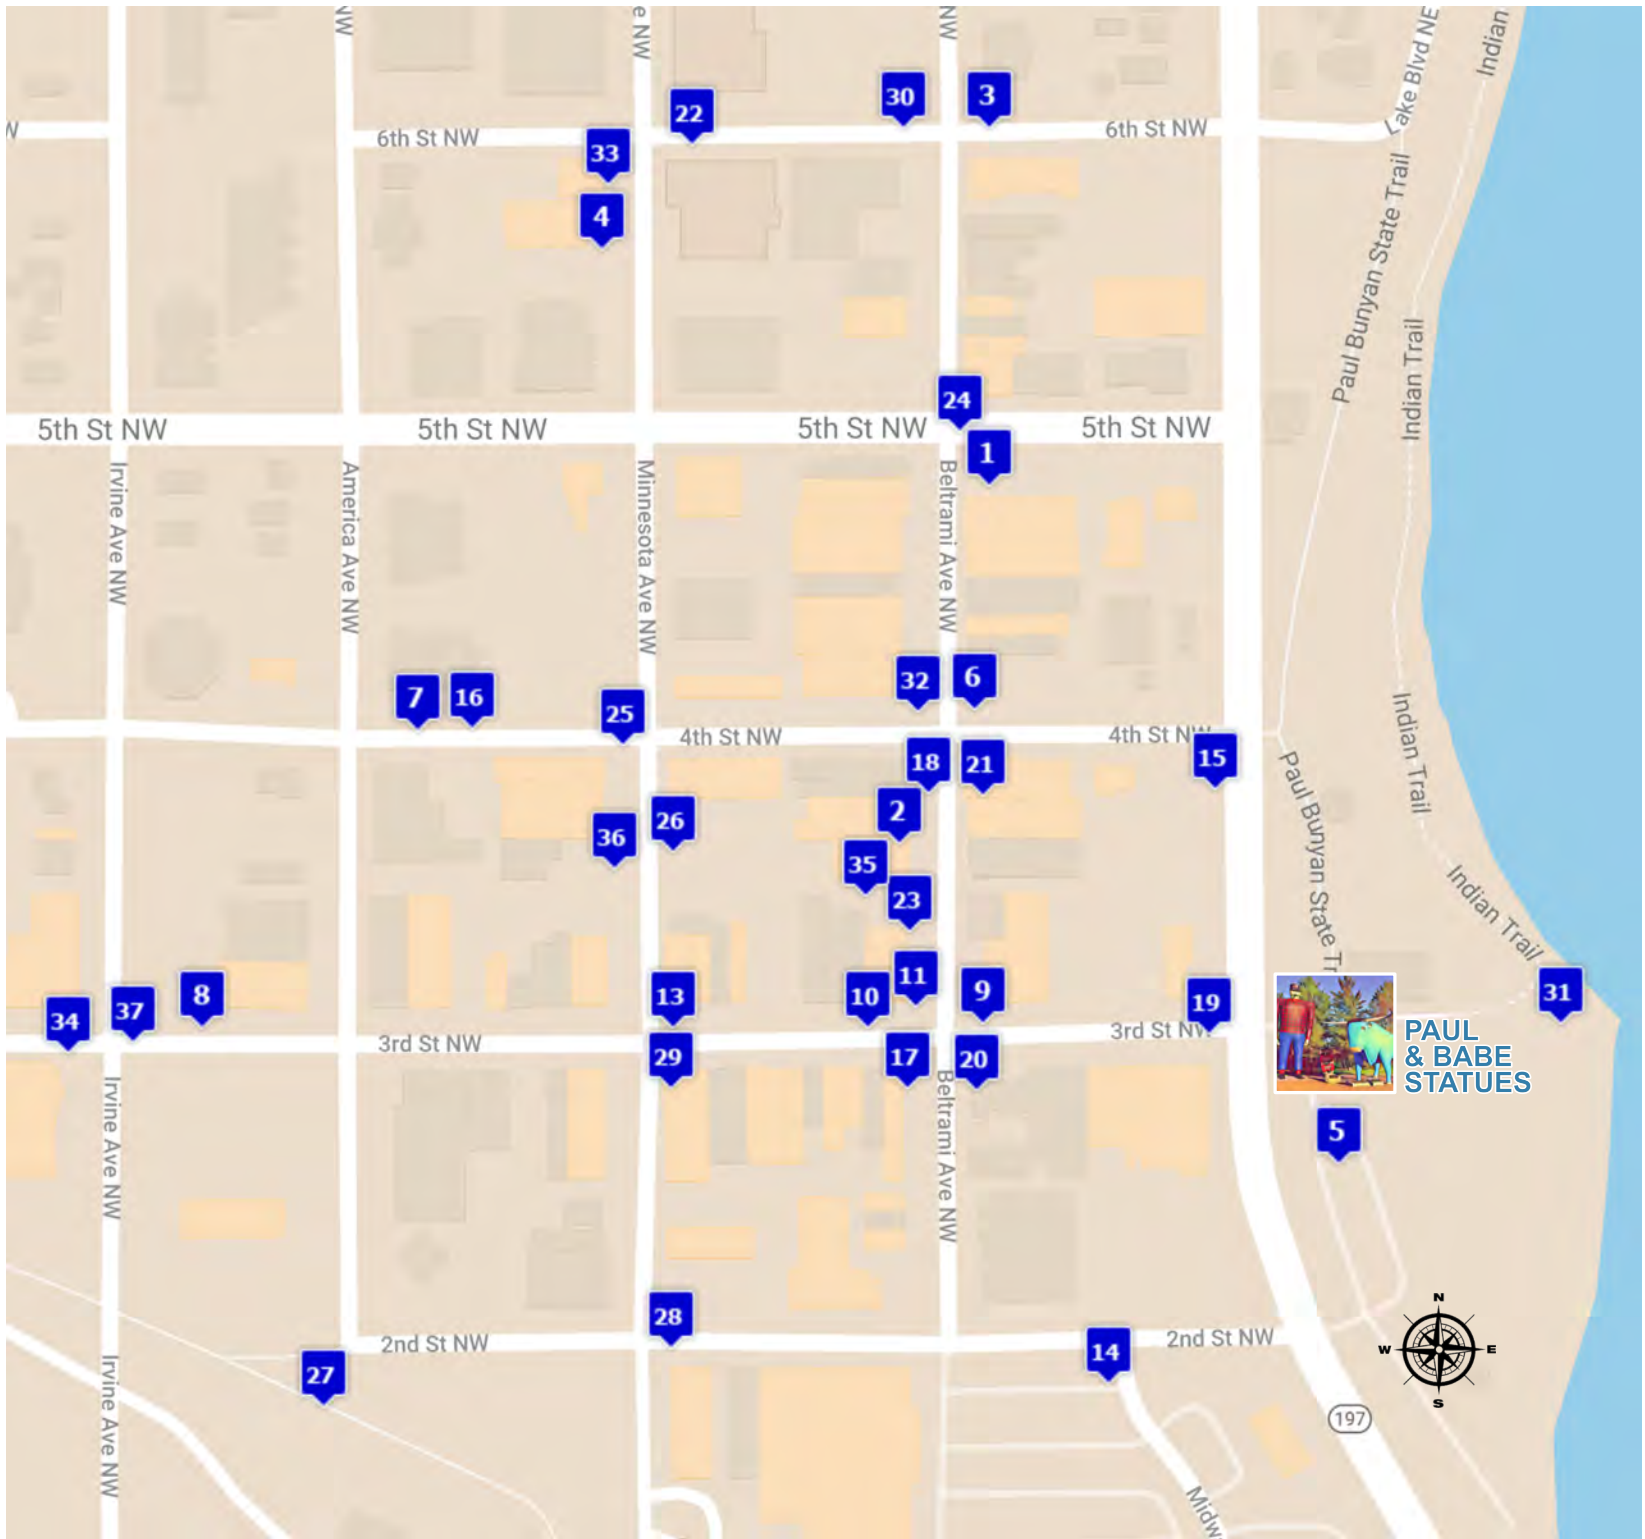 NW
e NW
NW
Lake Blvd NE
Indian
30
3
22
W
6th St NW
6th St NW
33
4
Paul Bunyan State Trail
Indian Trail
24
5th St NW
5th St NW
5th St NW
5th St NW
1
Irvine Ave NW
America Ave NW
Minnesota Ave NW
Beltrami Ave NW
32
6
7
16
25
4th St NW
4th St NW
15
18
21
Indian Trail
2
26
36
35
23
Paul Bunyan State Tr
Indian Trail
11
9
10
13
8
37
34
19
31
3rd St NW
3rd St NW
29
17
20
PAUL
& BABE
STATUES
5
Irvine Ave NW
Beltrami Ave NW
28
2nd St NW
2nd St NW
14
27
Irvine Ave NW
N
W
E
S
197
Midw